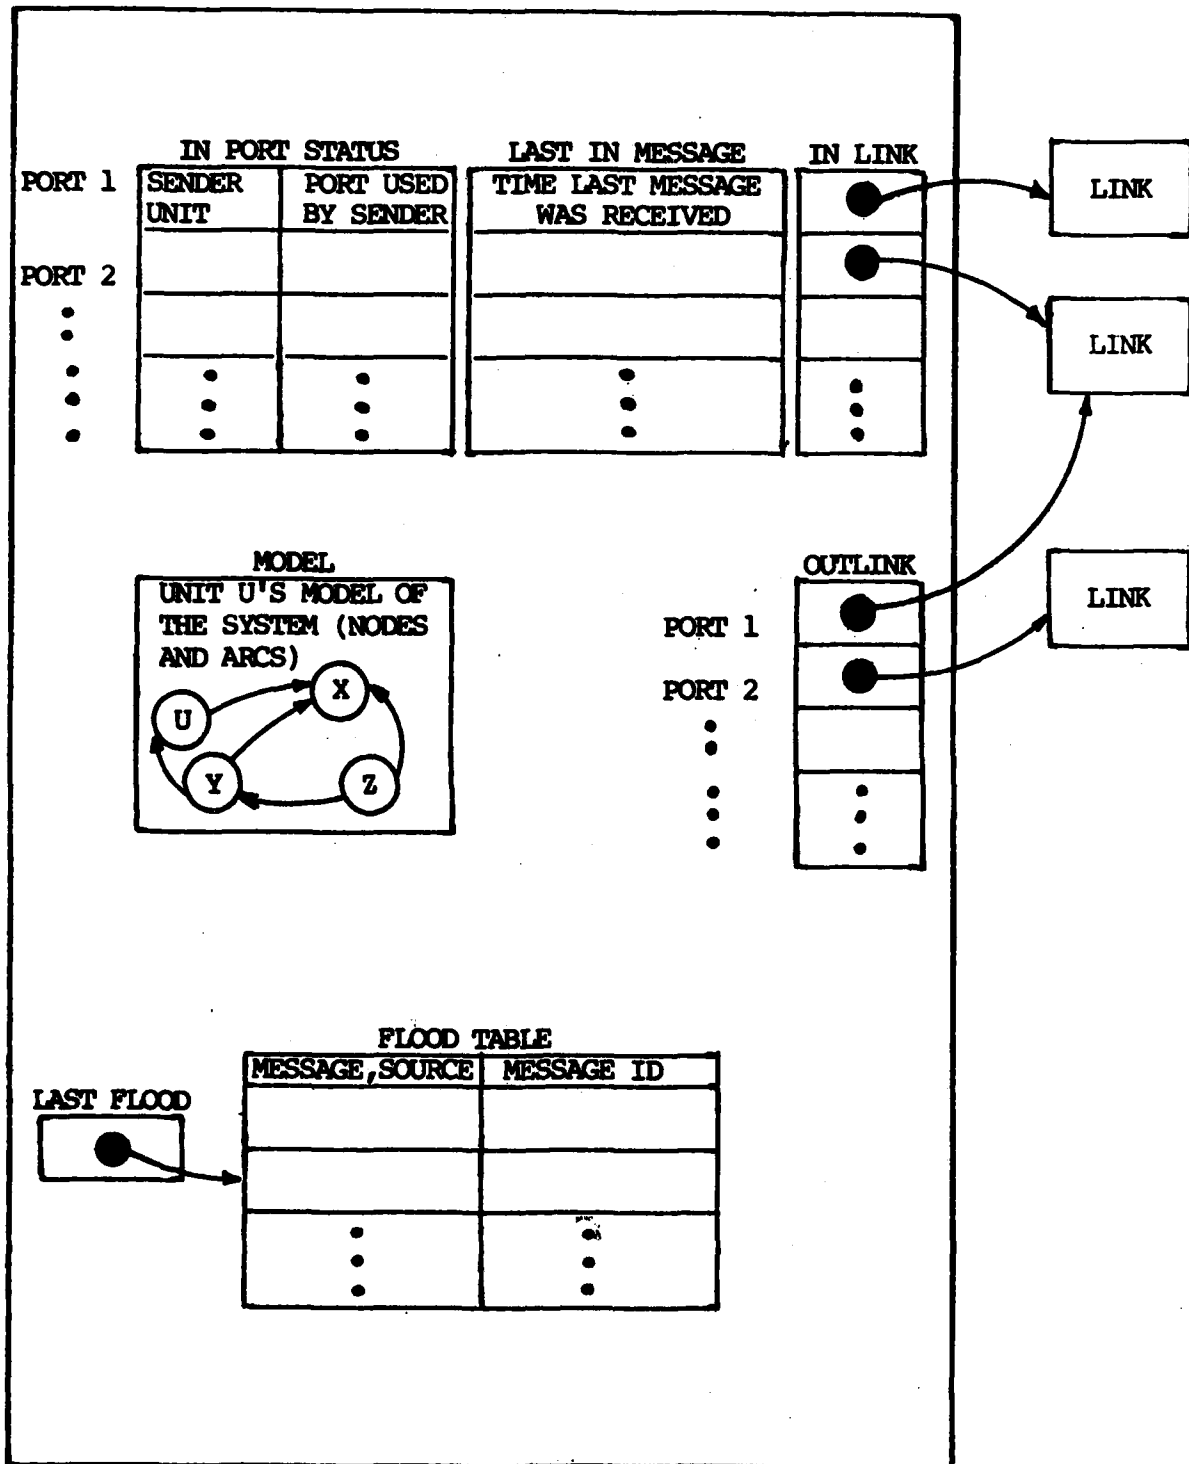 IN PORT STATUS
LAST IN MESSAGE
IN LINK
PORT 1
SENDER
UNIT
PORT USED
BY SENDER
TIME LAST MESSAGE
WAS RECEIVED
LINK
PORT 2
LINK
MODEL
UNIT U'S MODEL OF
THE SYSTEM (NODES
AND ARCS)
X
U
Y
Z
OUTLINK
PORT 1
PORT 2
LINK
FLOOD TABLE
MESSAGE,SOURCE
MESSAGE ID
LAST FLOOD